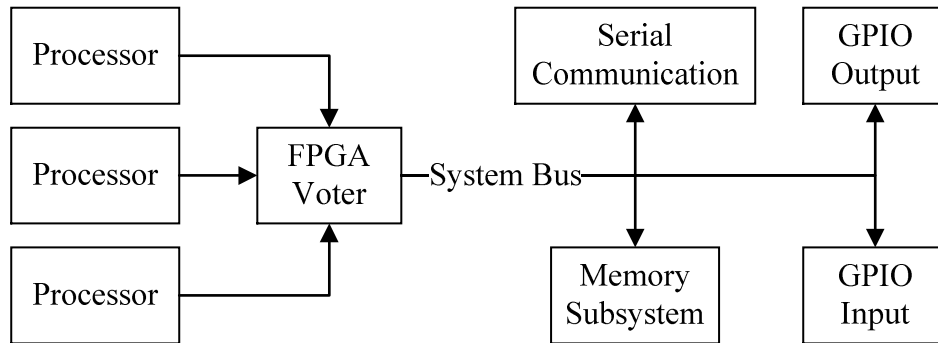 Processor
Processor
Processor
FPGA
Voter
System Bus
Serial
Communication
GPIO
Output
Memory
Subsystem
GPIO
Input